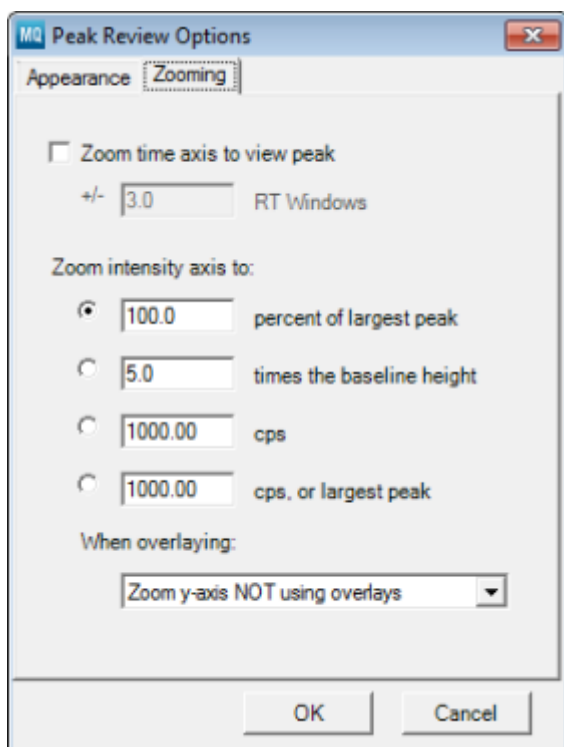 MQ Peak Review Options
Appearance Zooming
Zoom time axis to view peak
+/- 3.0 RT Windows
Zoom intensity axis to:
100.0 percent of largest peak
5.0 times the baseline height
1000.00 cps
1000.00 cps, or largest peak
When overlaying:
Zoom y-axis NOT using overlays
OK Cancel